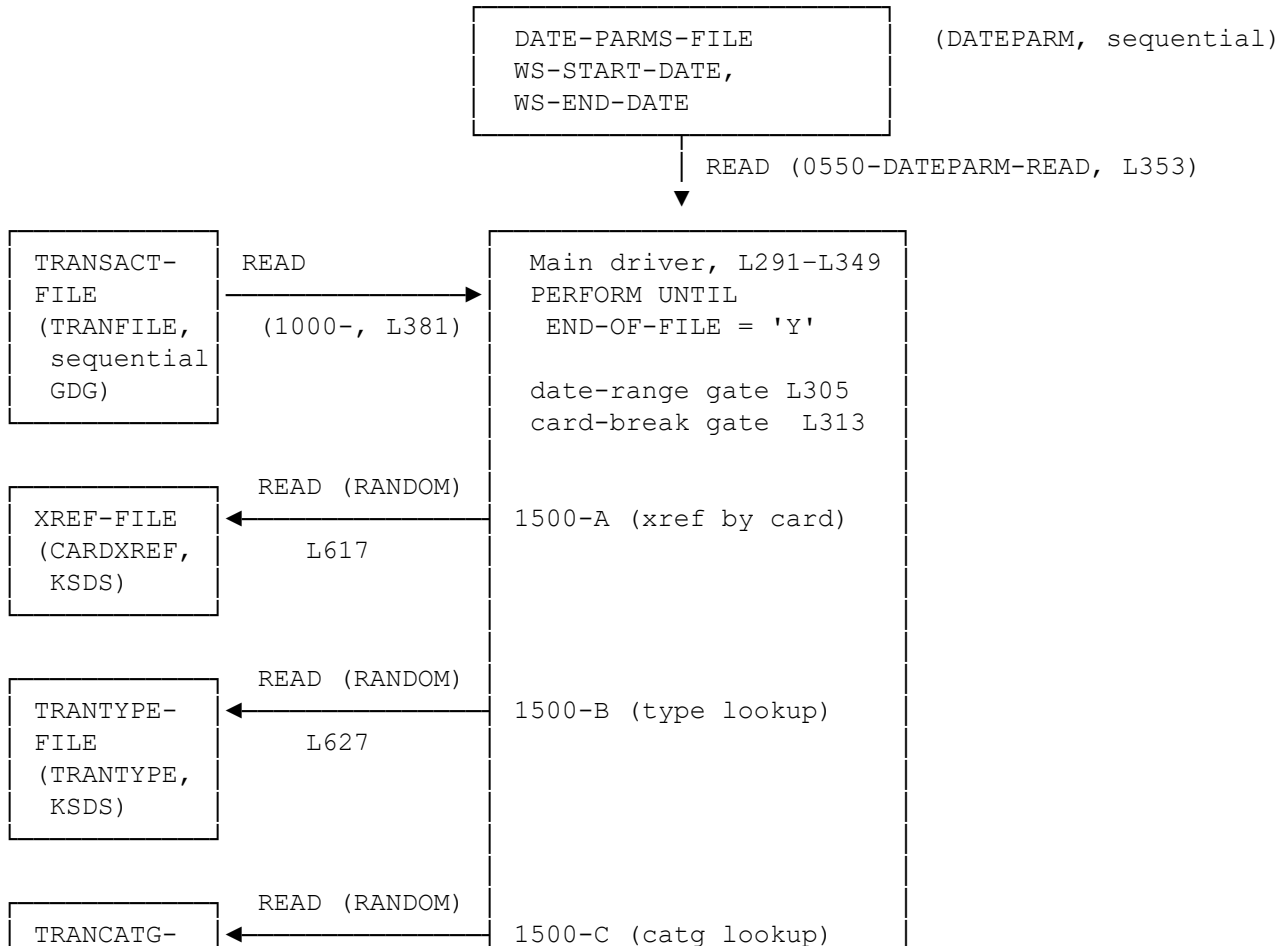 DATE-PARMS-FILE (DATEPARM, sequential)
WS-START-DATE,
WS-END-DATE
READ (0550-DATEPARM-READ, L353)
TRANSACT- READ Main driver, L291–L349
FILE PERFORM UNTIL
(TRANFILE, (1000-, L381) END-OF-FILE = 'Y'
sequential
GDG) date-range gate L305
card-break gate L313
READ (RANDOM)
XREF-FILE 1500-A (xref by card)
(CARDXREF, L617
KSDS)
READ (RANDOM)
TRANTYPE- 1500-B (type lookup)
FILE L627
(TRANTYPE,
KSDS)
READ (RANDOM)
TRANCATG- 1500-C (catg lookup)